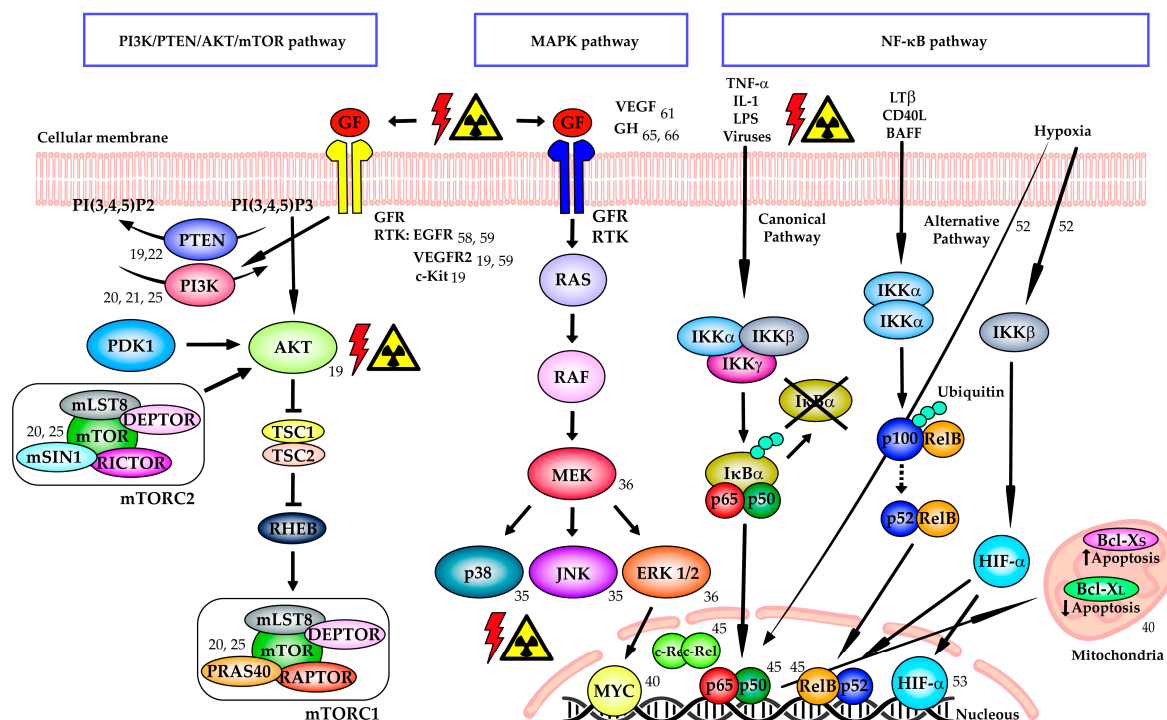 PI3K/PTEN/AKT/mTOR pathway
MAPK pathway
NF-κB pathway
Cellular membrane
GF
GF
VEGF 61
GH 65, 66
TNF-α
IL-1
LPS
Viruses
LTβ
CD40L
BAFF
Hypoxia
PI(3,4,5)P2
PI(3,4,5)P3
PTEN
19,22
PI3K
20, 21, 25
GFR
RTK: EGFR 58, 59
VEGFR2 19, 59
c-Kit 19
GFR
RTK
Canonical
Pathway
Alternative
Pathway
52
52
RAS
IKKα
IKKα
PDK1
AKT
19
RAF
IKKα
IKKβ
IKKγ
IKKβ
IκBα
Ubiquitin
mLST8
DEPTOR
20, 25
mTOR
mSIN1
RICTOR
mTORC2
TSC1
TSC2
MEK
36
IκBα
p65
p50
p100
RelB
RHEB
p52
RelB
p38
35
JNK
35
ERK 1/2
36
HIF-α
Bcl-Xs
Apoptosis
Bcl-XL
Apoptosis
40
Mitochondria
mLST8
DEPTOR
20, 25
mTOR
PRAS40
RAPTOR
mTORC1
45
c-Re
c-Rel
MYC
40
p65
p50
45
45
RelB
p52
HIF-α
53
Nucleous